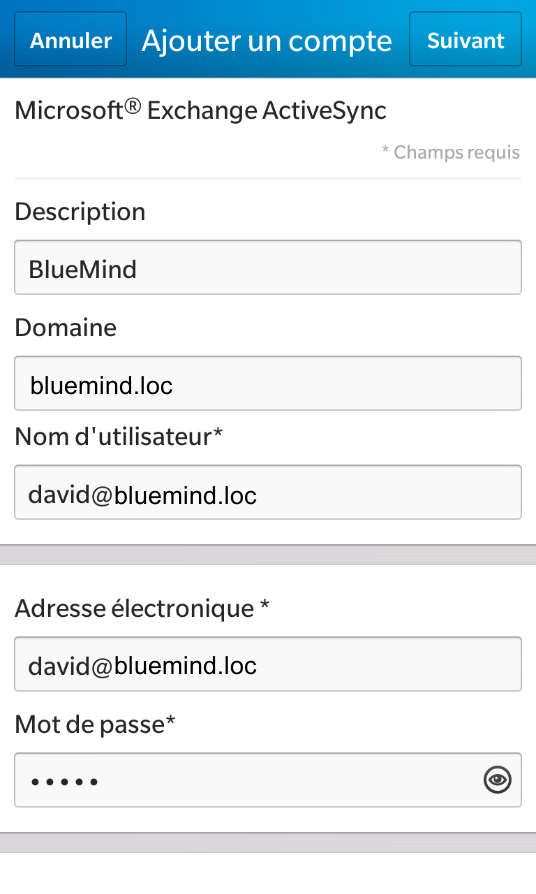 Annuler Ajouter un compte Suivant
Microsoft® Exchange ActiveSync
* Champs requis
Description
BlueMind
Domaine
bluemind.loc
Nom d'utilisateur*
david@bluemind.loc
Adresse électronique *
david@bluemind.loc
Mot de passe*
•••••